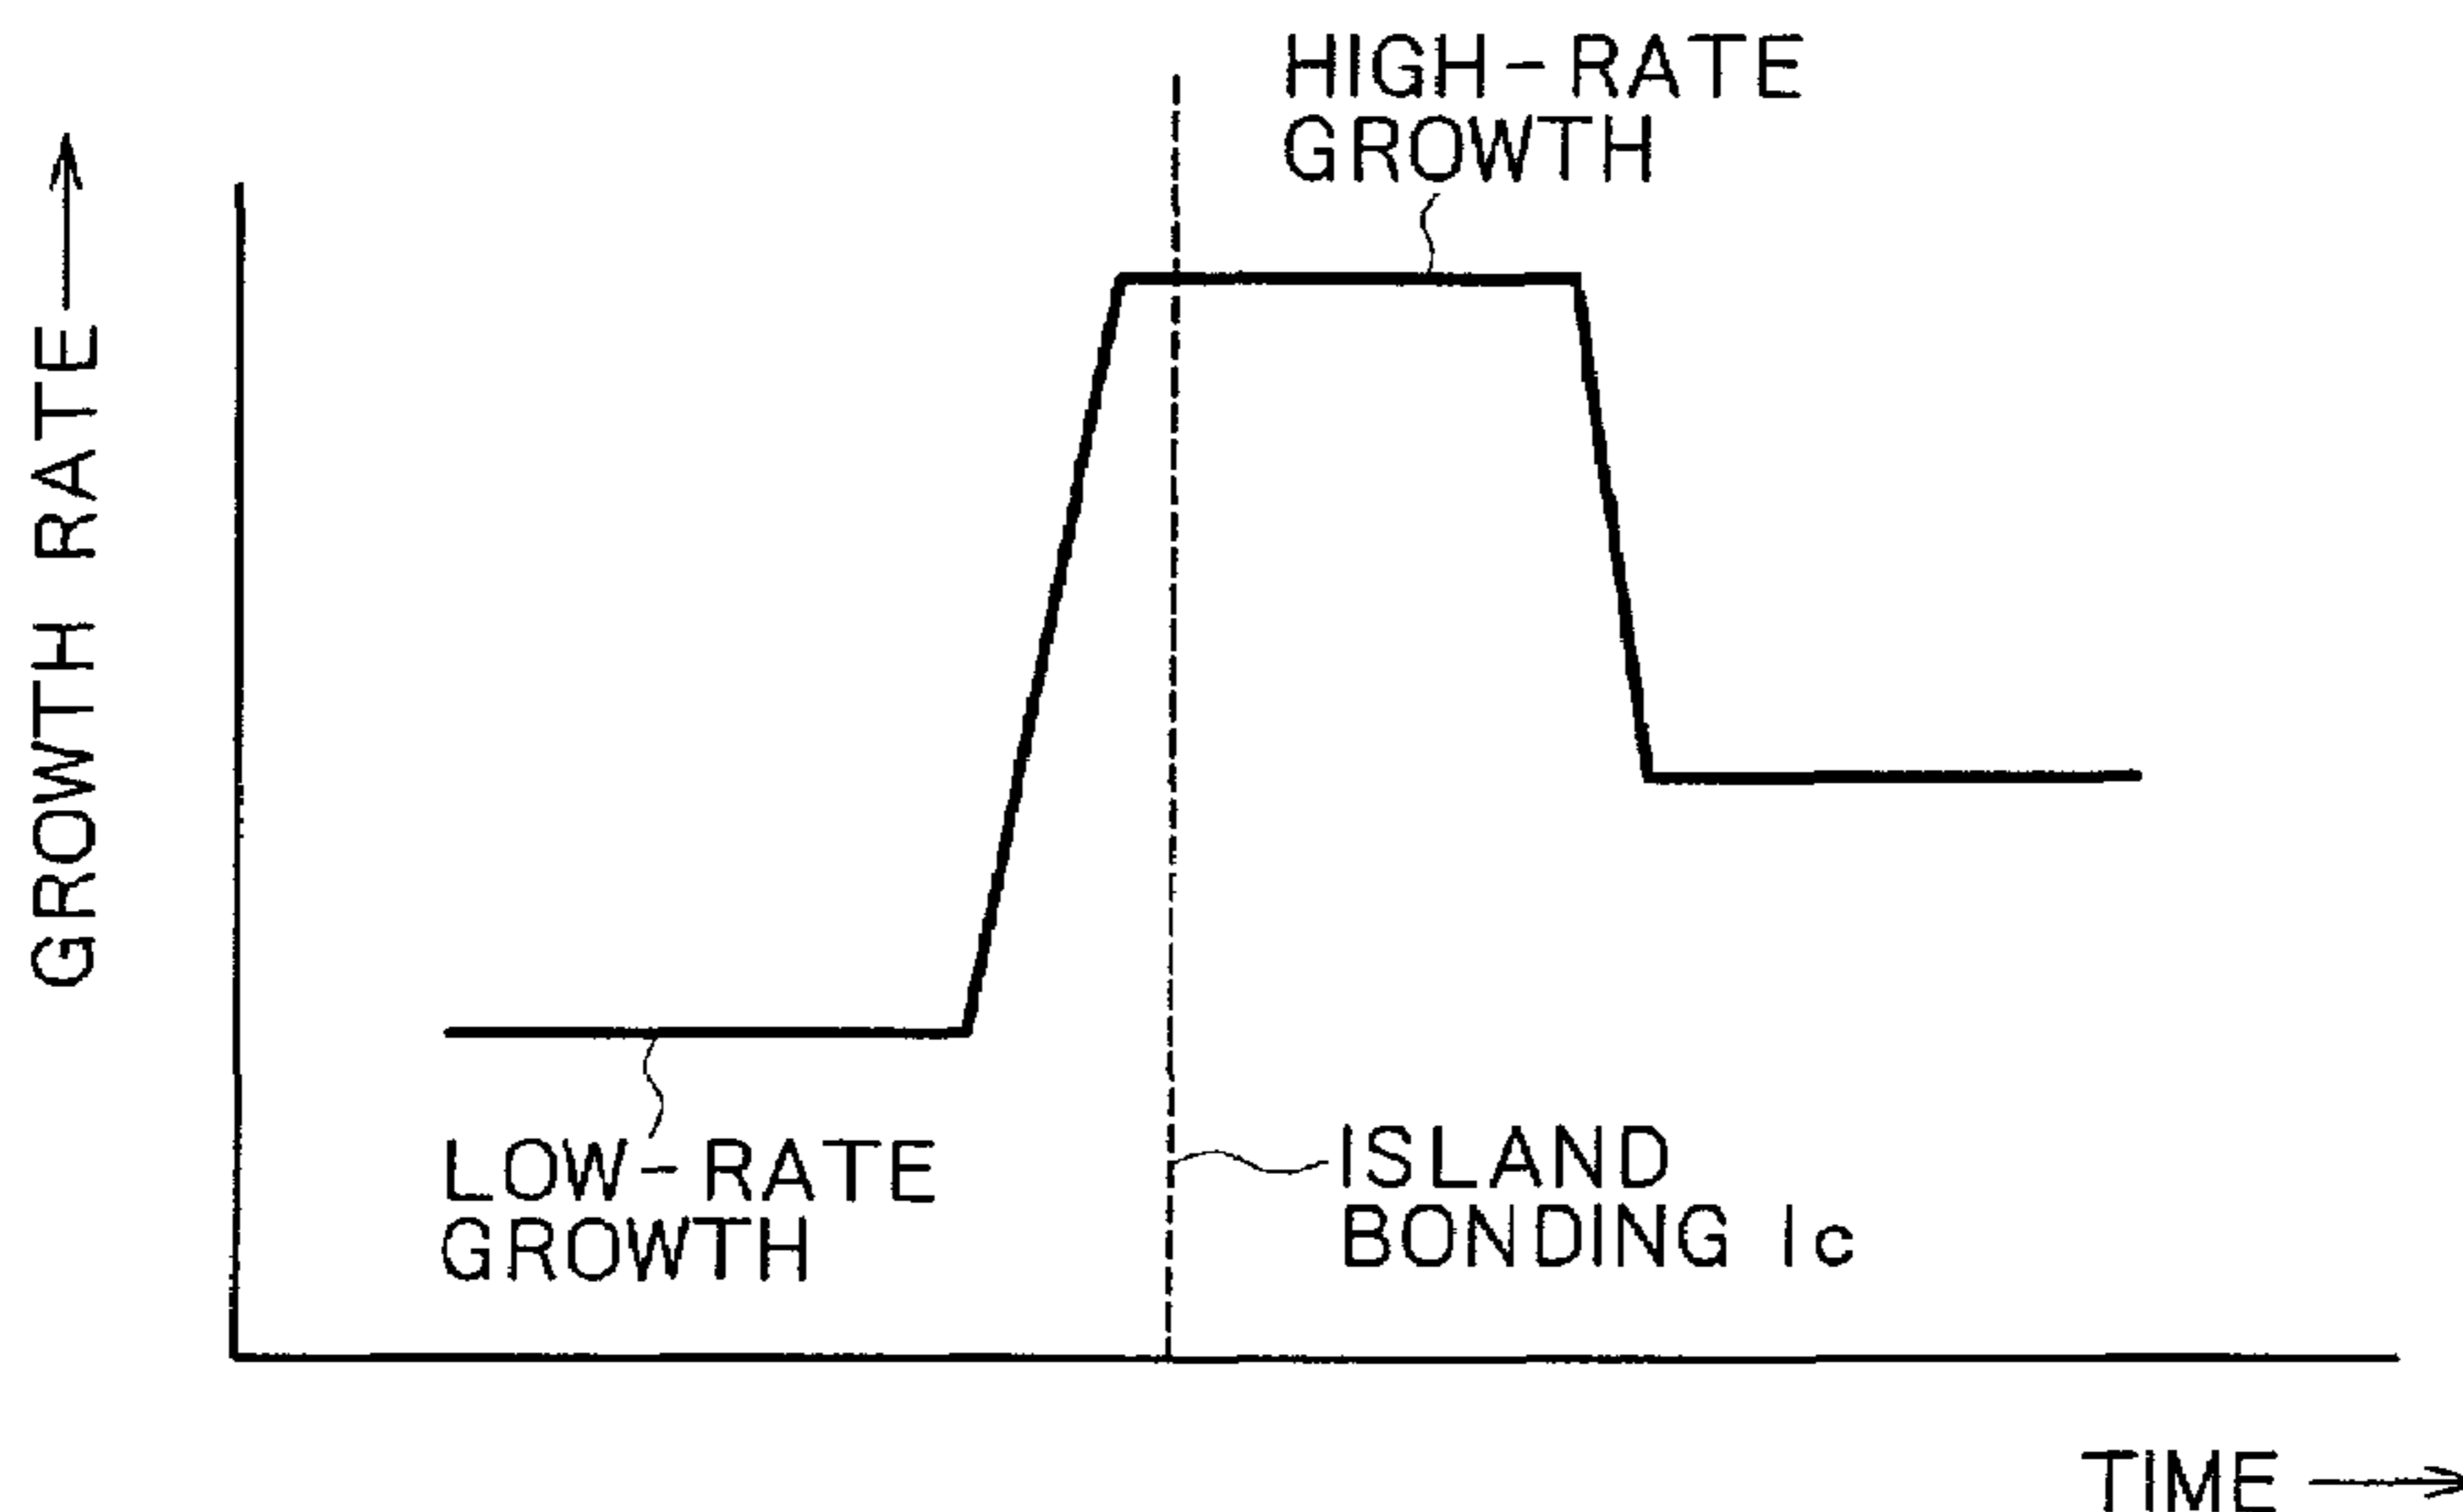 HIGH-RATE
GROWTH
GROWTH RATE
LOW-RATE
GROWTH
ISLAND
BONDING Ic
TIME